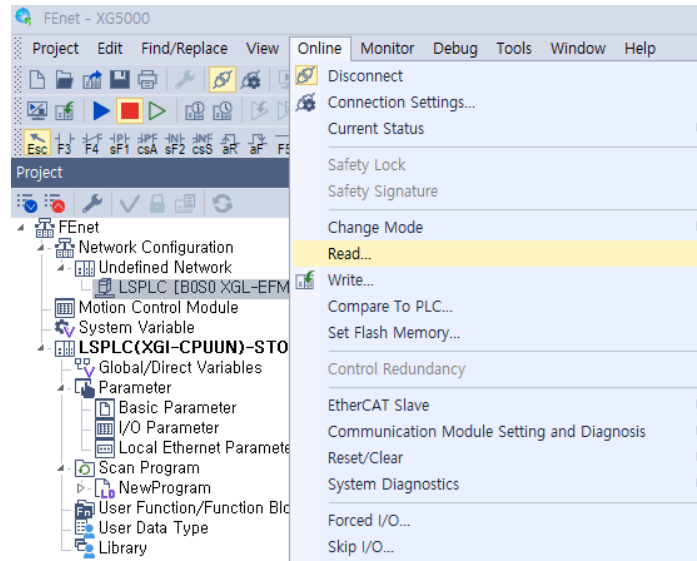 FEnet - XG5000
Project Edit Find/Replace View Online Monitor Debug Tools Window Help
Disconnect
Connection Settings...
Current Status
Safety Lock
Safety Signature
Change Mode
Read...
Write...
Compare To PLC...
Set Flash Memory...
Control Redundancy
EtherCAT Slave
Communication Module Setting and Diagnosis
Reset/Clear
System Diagnostics
Forced I/O...
Skip I/O...
Esc F3 F4 sF1 csA sF2 csS aR aF
Project
FEnet
Network Configuration
Undefined Network
LSPLC [B0S0 XGL-EFM
Motion Control Module
System Variable
LSPLC(XGI-CPUUN)-STO
Global/Direct Variables
Parameter
Basic Parameter
I/O Parameter
Local Ethernet Paramete
Scan Program
NewProgram
User Function/Function Blo
User Data Type
Library